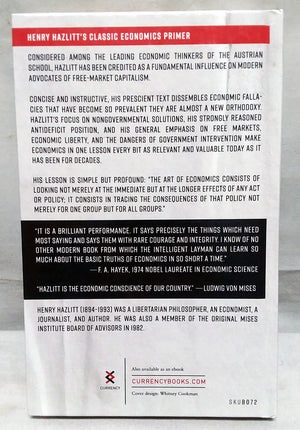 HENRY HAZLITT'S CLASSIC ECONOMICS PRIMER
CONSIDERED AMONG THE LEADING ECONOMIC THINKERS OF THE AUSTRIAN
SCHOOL, HAZLITT HAS BEEN CREDITED AS A FUNDAMENTAL INFLUENCE ON MODERN
ADVOCATES OF FREE-MARKET CAPITALISM.
CONCISE AND INSTRUCTIVE, HIS PRESCIENT TEXT DISSEMBLES ECONOMIC FALLA-
CIES THAT HAVE BECOME SO PREVALENT THEY ARE ALMOST A NEW ORTHODOXY.
HAZLITT'S FOCUS ON NONGOVERNMENTAL SOLUTIONS, HIS STRONGLY REASONED
ANTIDEFICIT POSITION, AND HIS GENERAL EMPHASIS ON FREE MARKETS,
ECONOMIC LIBERTY, AND THE DANGERS OF GOVERNMENT INTERVENTION MAKE
ECONOMICS IN ONE LESSON EVERY BIT AS RELEVANT AND VALUABLE TODAY AS IT
HAS BEEN FOR DECADES.
HIS LESSON IS SIMPLE BUT PROFOUND: "THE ART OF ECONOMICS CONSISTS OF
LOOKING NOT MERELY AT THE IMMEDIATE BUT AT THE LONGER EFFECTS OF ANY ACT
OR POLICY; IT CONSISTS IN TRACING THE CONSEQUENCES OF THAT POLICY NOT
MERELY FOR ONE GROUP BUT FOR ALL GROUPS."
"IT IS A BRILLIANT PERFORMANCE. IT SAYS PRECISELY THE THINGS WHICH NEED
MOST SAYING AND SAYS THEM WITH RARE COURAGE AND INTEGRITY. I KNOW OF NO
OTHER MODERN BOOK FROM WHICH THE INTELLIGENT LAYMAN CAN LEARN SO
MUCH ABOUT THE BASIC TRUTHS OF ECONOMICS IN SO SHORT A TIME."
— F. A. HAYEK, 1974 NOBEL LAUREATE IN ECONOMIC SCIENCE
"HAZLITT IS THE ECONOMIC CONSCIENCE OF OUR COUNTRY." —LUDWIG VON MISES
HENRY HAZLITT (1894-1993) WAS A LIBERTARIAN PHILOSOPHER, AN ECONOMIST, A
JOURNALIST, AND AUTHOR. HE WAS ALSO A MEMBER OF THE ORIGINAL MISES
INSTITUTE BOARD OF ADVISORS IN 1982.
CURRENCY
Also available as an ebook
CURRENCYBOOKS.COM
Cover design: Whitney Cookman
SKUB072